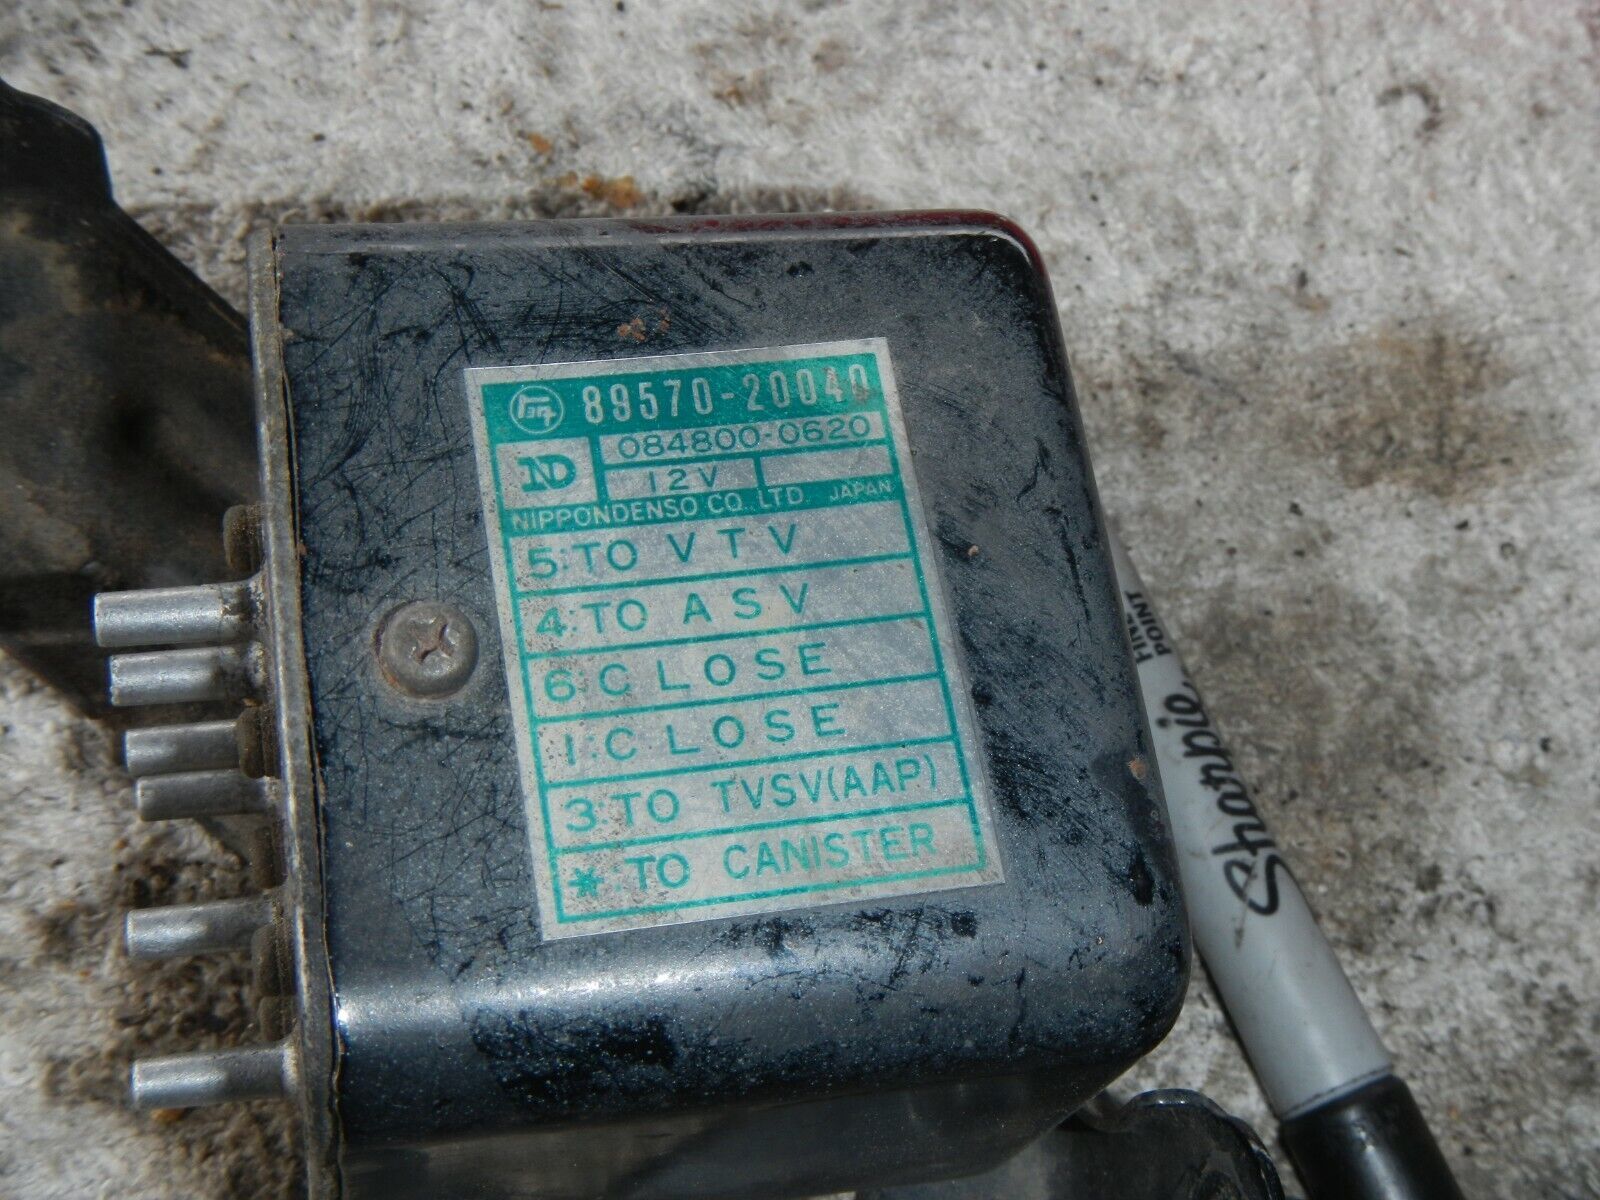 89570-20040
ND
084800-0620
12V
NIPPONDENSO CO., LTD. JAPAN
5:TO VTV
4:TO ASV
6:CLOSE
1:CLOSE
3:TO TVSV(AAP)
*:TO CANISTER
Sharpie.
FINE
POINT